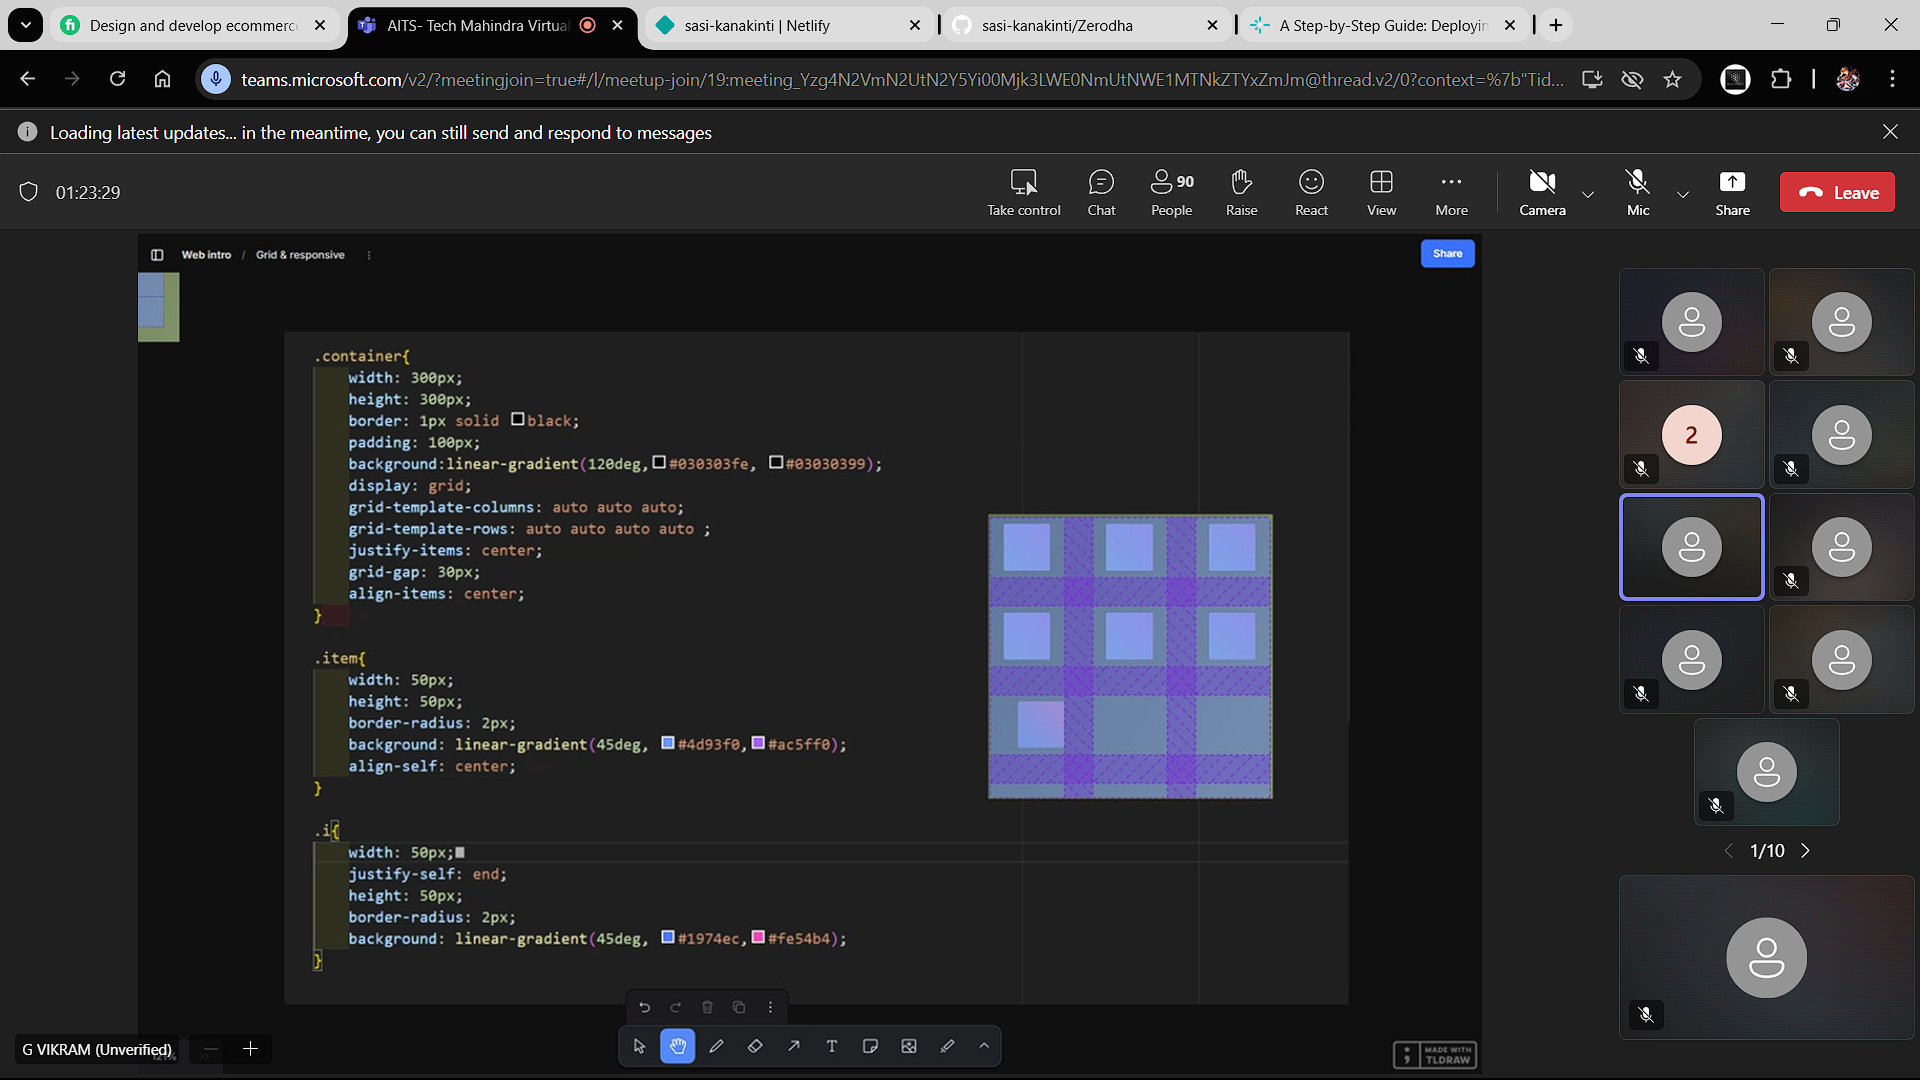 Design and develop ecommerc
AITS- Tech Mahindra Virtual
sasi-kanakinti | Netlify
sasi-kanakinti/Zerodha
A Step-by-Step Guide: Deployin
teams.microsoft.com/v2/?meetingjoin=true#/l/meetup-join/19:meeting_Yzg4N2VmN2UtN2Y5Yi00Mjk3LWE0NmUtNWE1MTNkZTYxZmJm@thread.v2/0?context=%7b"Tid...
Loading latest updates... in the meantime, you can still send and respond to messages
01:23:29
Take control
Chat
90
People
Raise
React
View
More
Camera
Mic
Share
Leave
Web intro / Grid & responsive
Share
.container{
width: 300px;
height: 300px;
border: 1px solid black;
padding: 100px;
background:linear-gradient(120deg, #030303fe, #03030399);
display: grid;
grid-template-columns: auto auto auto;
grid-template-rows: auto auto auto auto ;
justify-items: center;
grid-gap: 30px;
align-items: center;
}
.item{
width: 50px;
height: 50px;
border-radius: 2px;
background: linear-gradient(45deg, #4d93f0, #ac5ff0);
align-self: center;
}
.i{
width: 50px;
justify-self: end;
height: 50px;
border-radius: 2px;
background: linear-gradient(45deg, #1974ec, #fe54b4);
}
2
1/10
G VIKRAM (Unverified)
T
MADE WITH
TLDRAW